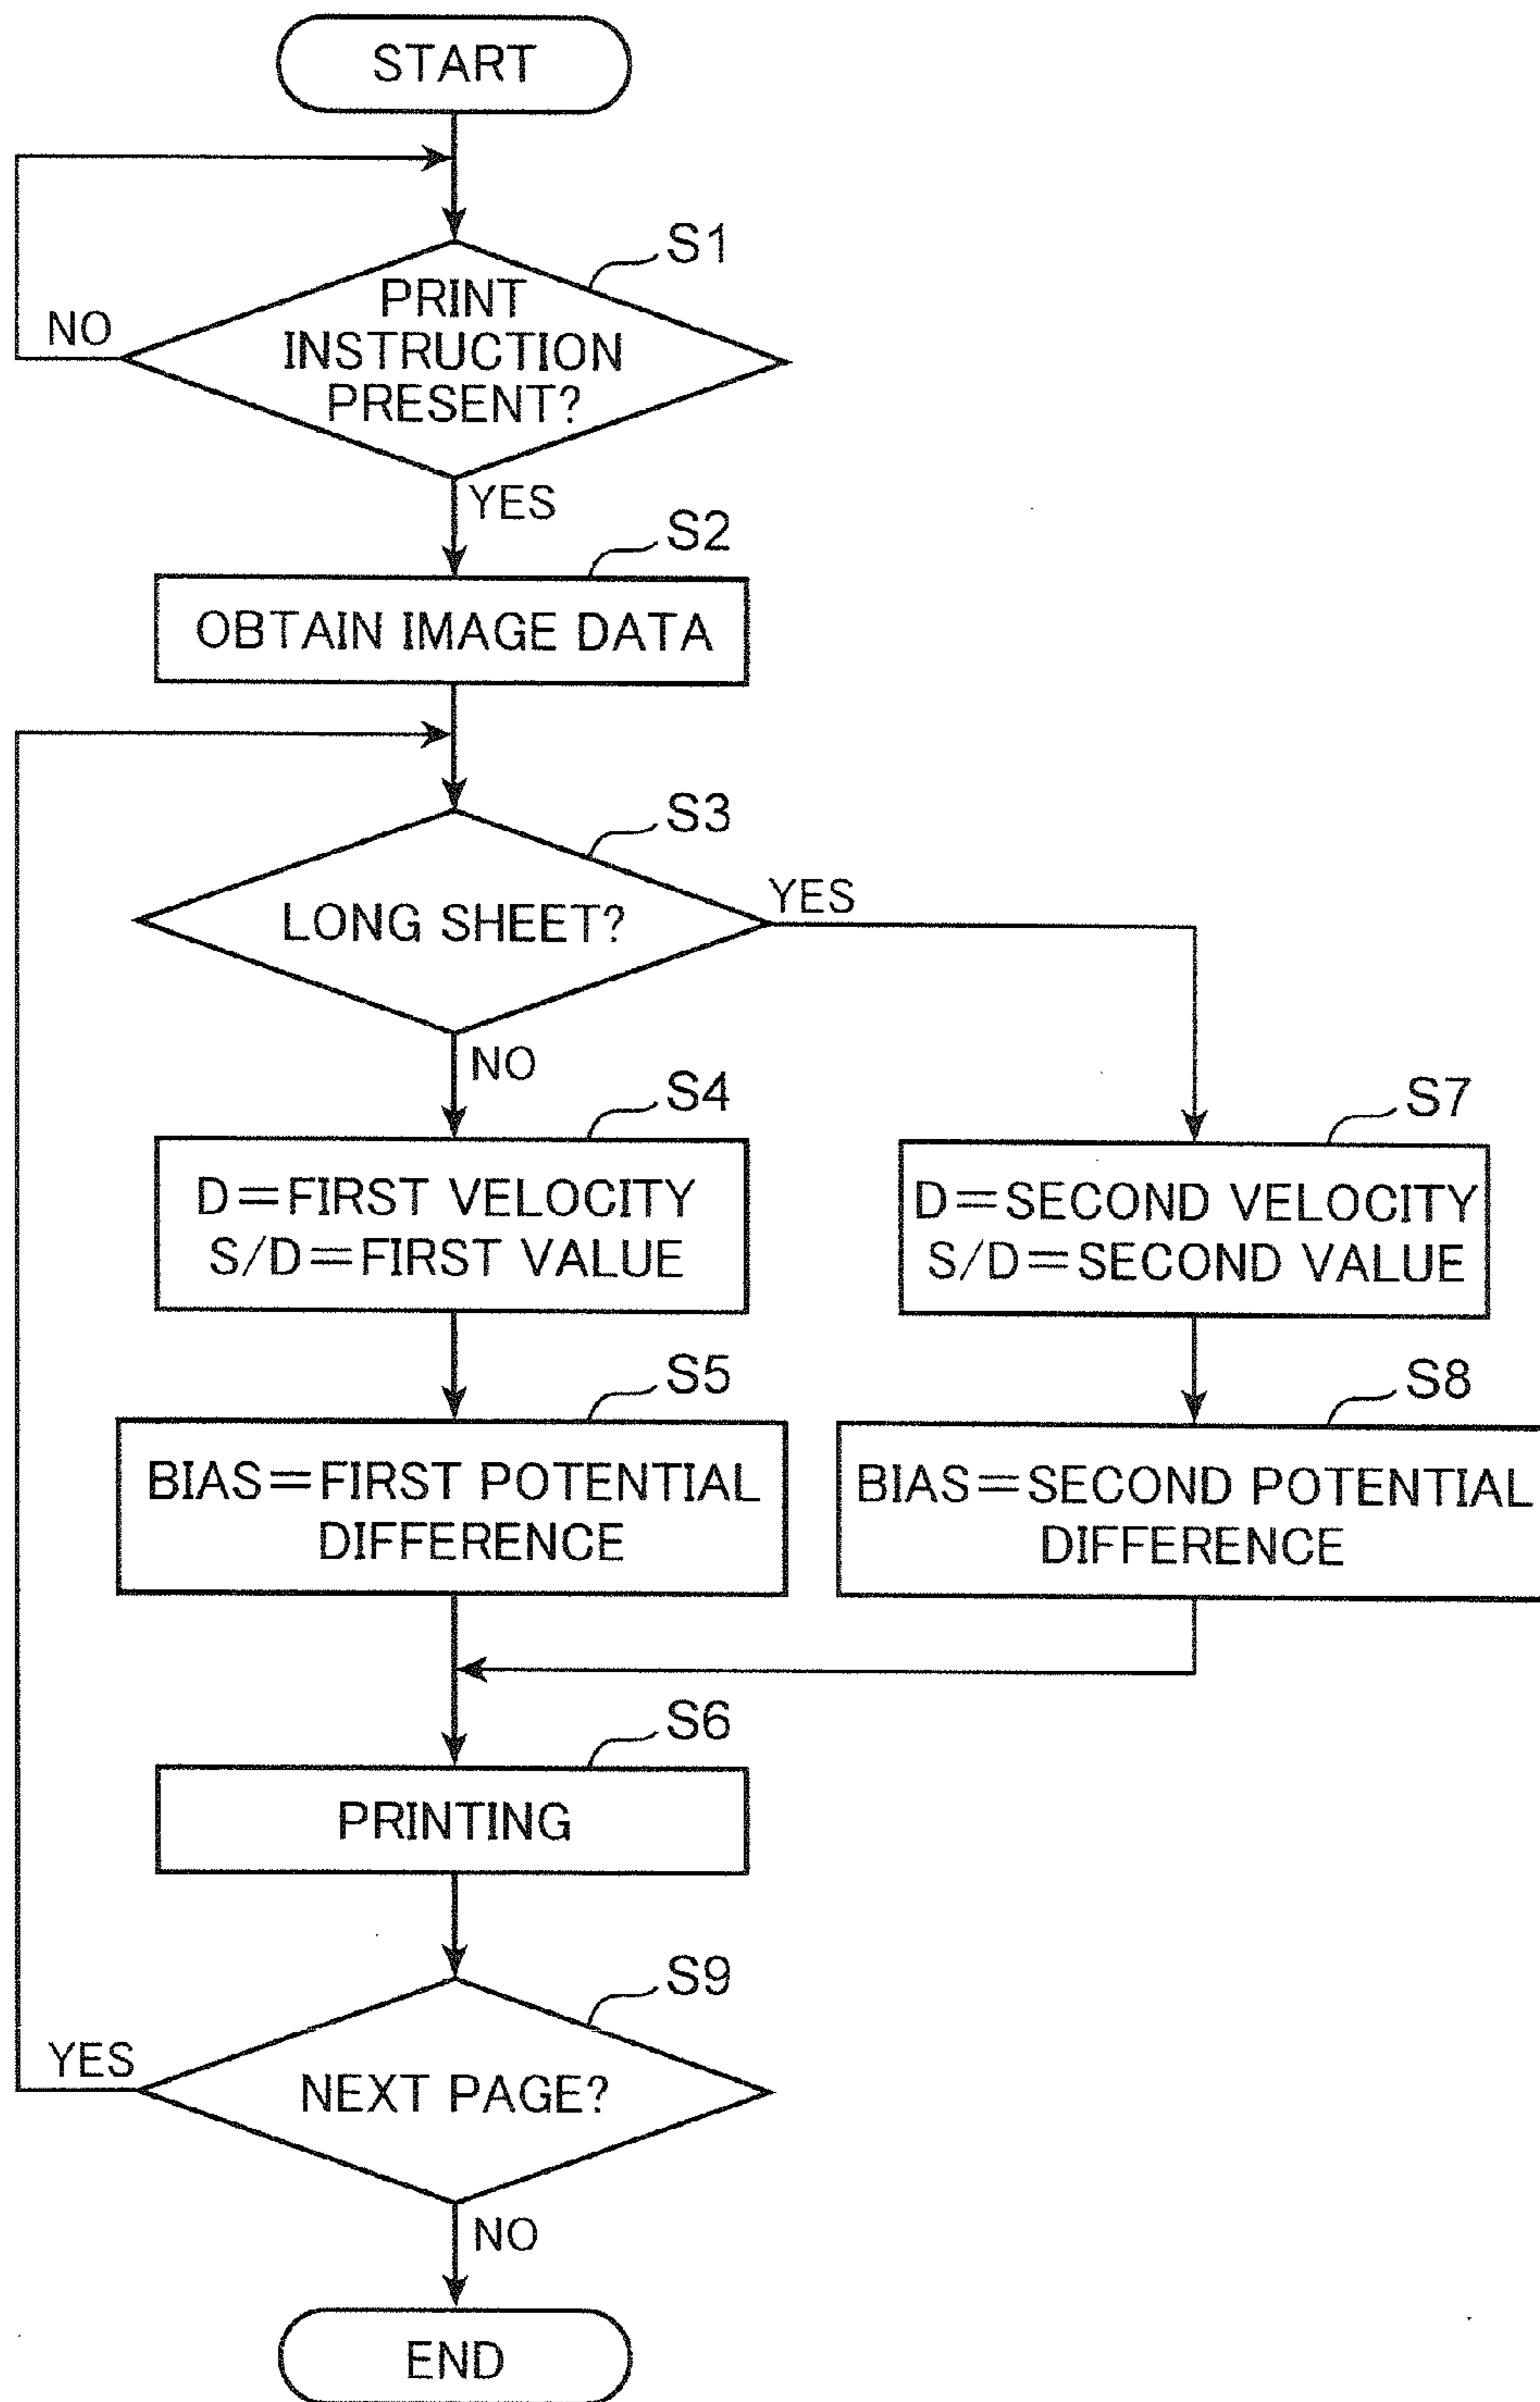 START
S1
PRINT
INSTRUCTION
PRESENT?
NO
YES
S2
OBTAIN IMAGE DATA
S3
LONG SHEET?
YES
NO
S4
D=FIRST VELOCITY
S/D=FIRST VALUE
S7
D=SECOND VELOCITY
S/D=SECOND VALUE
S5
BIAS=FIRST POTENTIAL
DIFFERENCE
S8
BIAS=SECOND POTENTIAL
DIFFERENCE
S6
PRINTING
S9
NEXT PAGE?
YES
NO
END